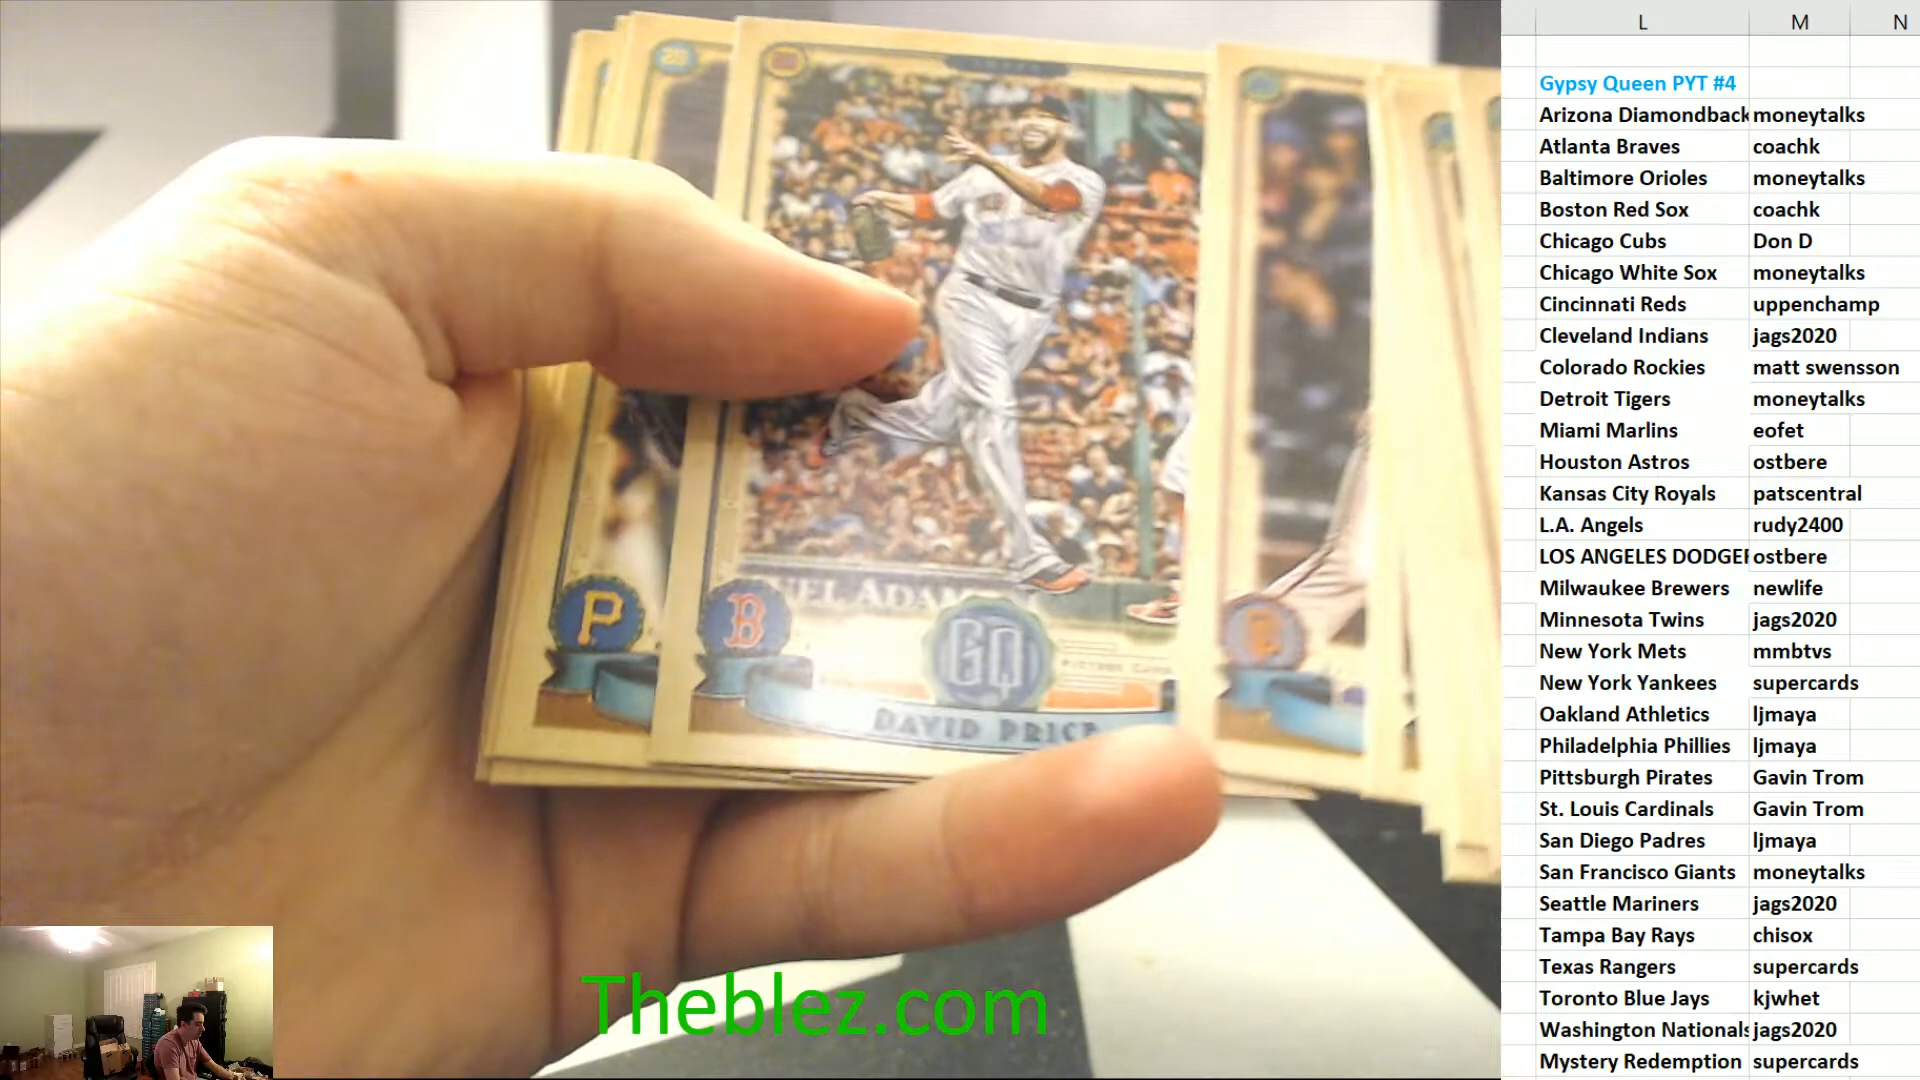 L M N
Gypsy Queen PYT #4
Arizona Diamondback moneytalks
Atlanta Braves coachk
Baltimore Orioles moneytalks
Boston Red Sox coachk
Chicago Cubs Don D
Chicago White Sox moneytalks
Cincinnati Reds uppenchamp
Cleveland Indians jags2020
Colorado Rockies matt swensson
Detroit Tigers moneytalks
Miami Marlins eofet
Houston Astros ostbere
Kansas City Royals patscentral
L.A. Angels rudy2400
LOS ANGELES DODGER ostbere
Milwaukee Brewers newlife
Minnesota Twins jags2020
New York Mets mmbtvs
New York Yankees supercards
Oakland Athletics ljmaya
Philadelphia Phillies ljmaya
Pittsburgh Pirates Gavin Trom
St. Louis Cardinals Gavin Trom
San Diego Padres ljmaya
San Francisco Giants moneytalks
Seattle Mariners jags2020
Tampa Bay Rays chisox
Texas Rangers supercards
Toronto Blue Jays kjwhet
Washington Nationals jags2020
Mystery Redemption supercards
P
B
GQ
DAVID PRICE
Theblez.com